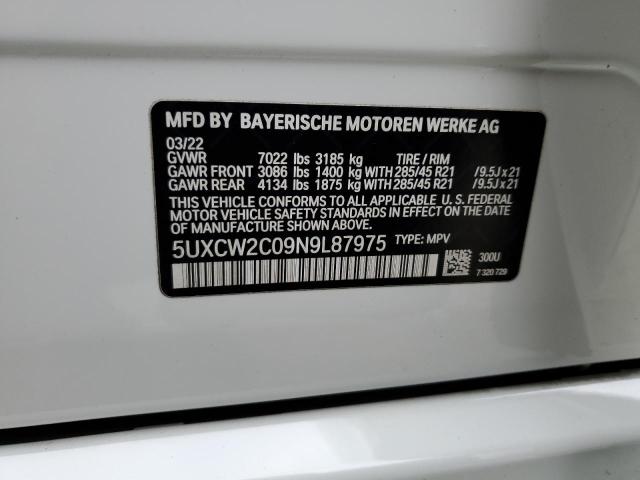 MFD BY BAYERISCHE MOTOREN WERKE AG
03/22
GVWR 7022 lbs 3185 kg TIRE / RIM
GAWR FRONT 3086 lbs 1400 kg WITH 285/45 R21 /9.5J x 21
GAWR REAR 4134 lbs 1875 kg WITH 285/45 R21 /9.5J x 21
THIS VEHICLE CONFORMS TO ALL APPLICABLE U. S. FEDERAL
MOTOR VEHICLE SAFETY STANDARDS IN EFFECT ON THE DATE OF
MANUFACTURE SHOWN ABOVE.
5UXCW2C09N9L87975 TYPE: MPV
300U
7 320 729